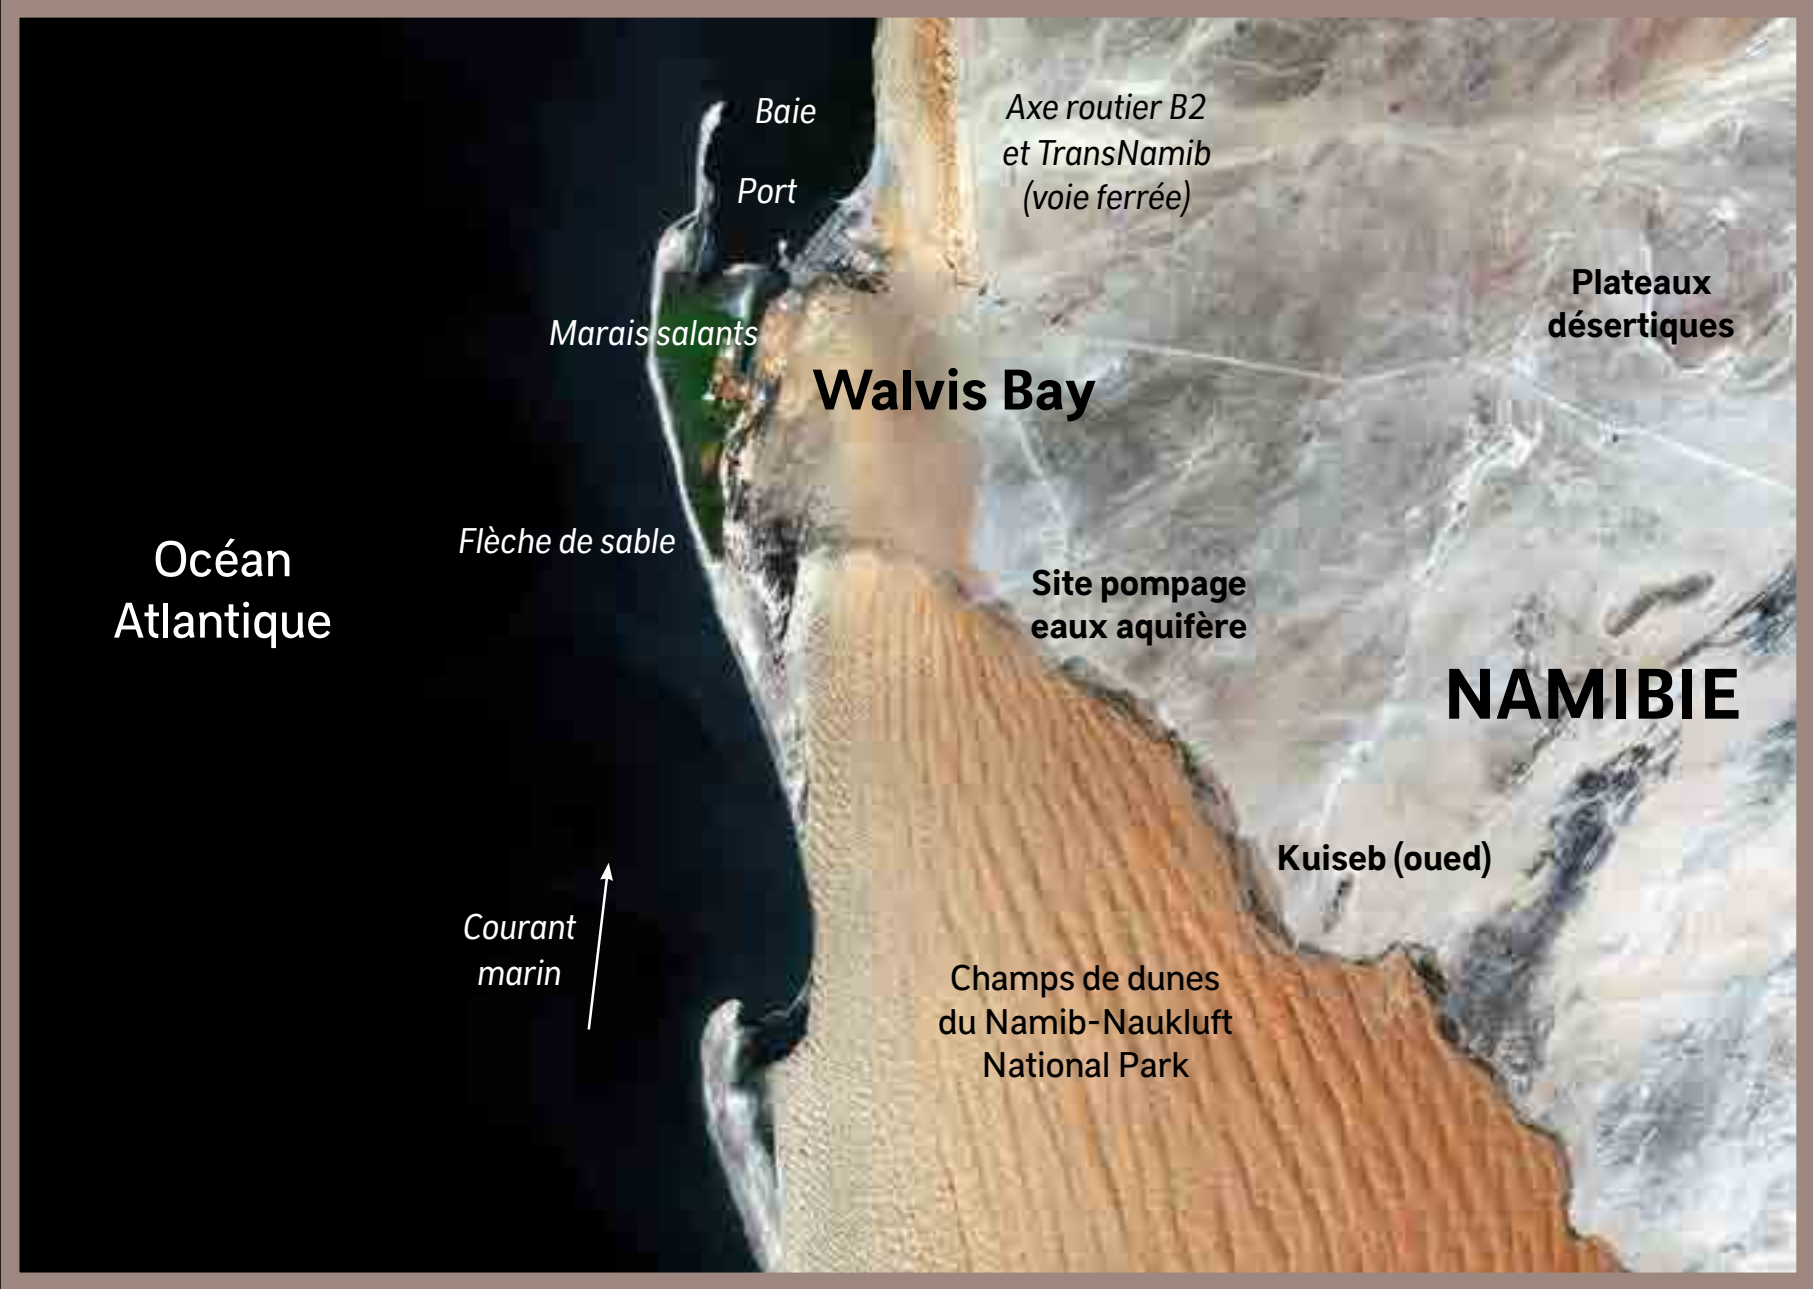 Baie
Port
Axe routier B2
et TransNamib
(voie ferrée)
Plateaux
désertiques
Marais salants
Walvis Bay
Flèche de sable
Océan
Atlantique
Site pompage
eaux aquifère
NAMIBIE
Kuiseb (oued)
Courant
marin
Champs de dunes
du Namib-Naukluft
National Park